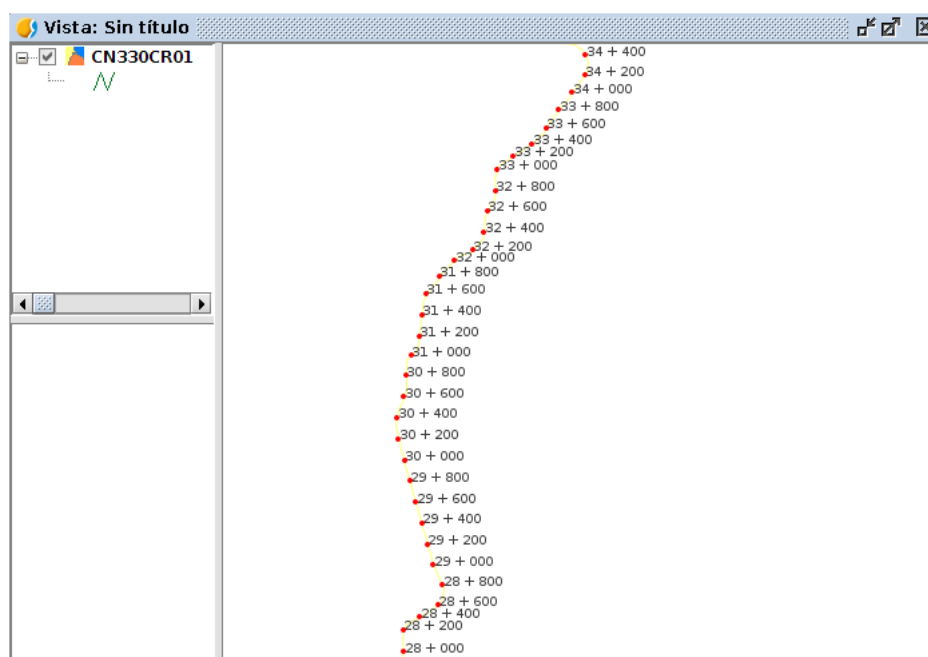 Vista: Sin título
CN330CR01
34 + 400
34 + 200
34 + 000
33 + 800
33 + 600
33 + 400
33 + 200
33 + 000
32 + 800
32 + 600
32 + 400
32 + 200
32 + 000
31 + 800
31 + 600
31 + 400
31 + 200
31 + 000
30 + 800
30 + 600
30 + 400
30 + 200
30 + 000
29 + 800
29 + 600
29 + 400
29 + 200
29 + 000
28 + 800
28 + 600
28 + 400
28 + 200
28 + 000